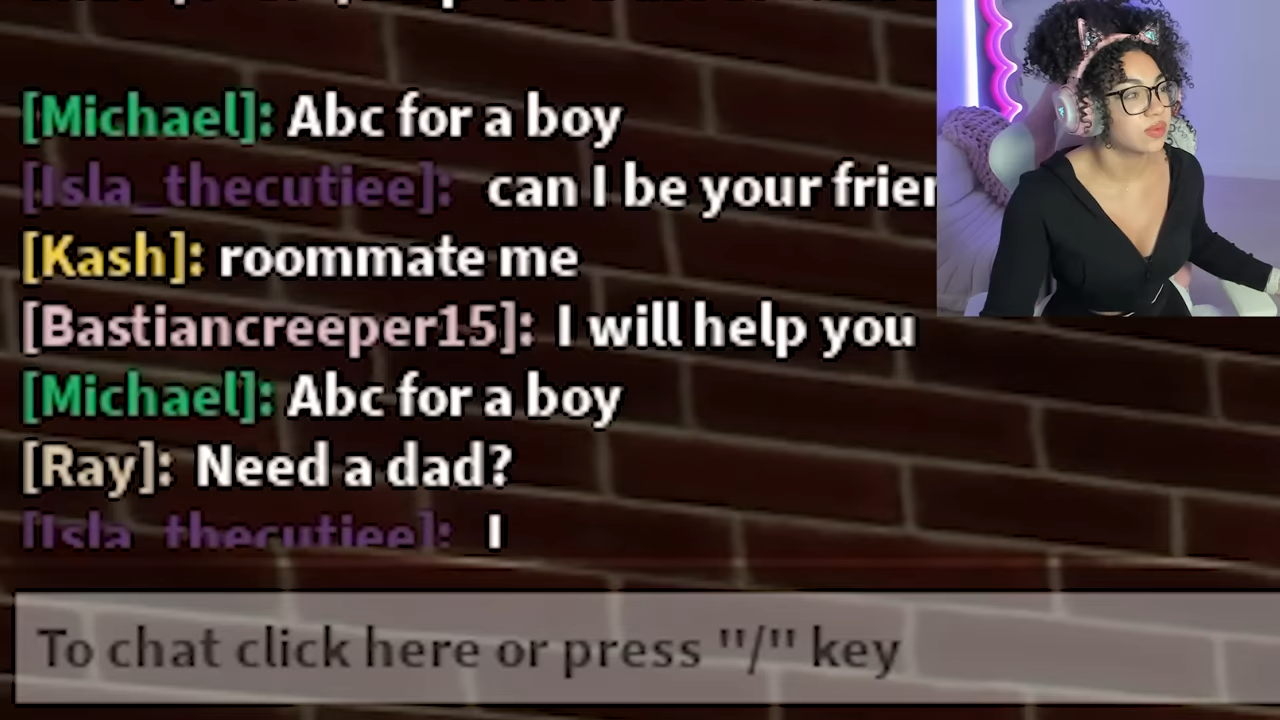 [Michael]: Abc for a boy
[Isla_thecutiee]: can I be your
[Kash]: roommate me
[Bastiancreeper15]: I will help you
[Michael]: Abc for a boy
[Ray]: Need a dad?
[Isla_thecutiee]: I
To chat click here or press "/" key